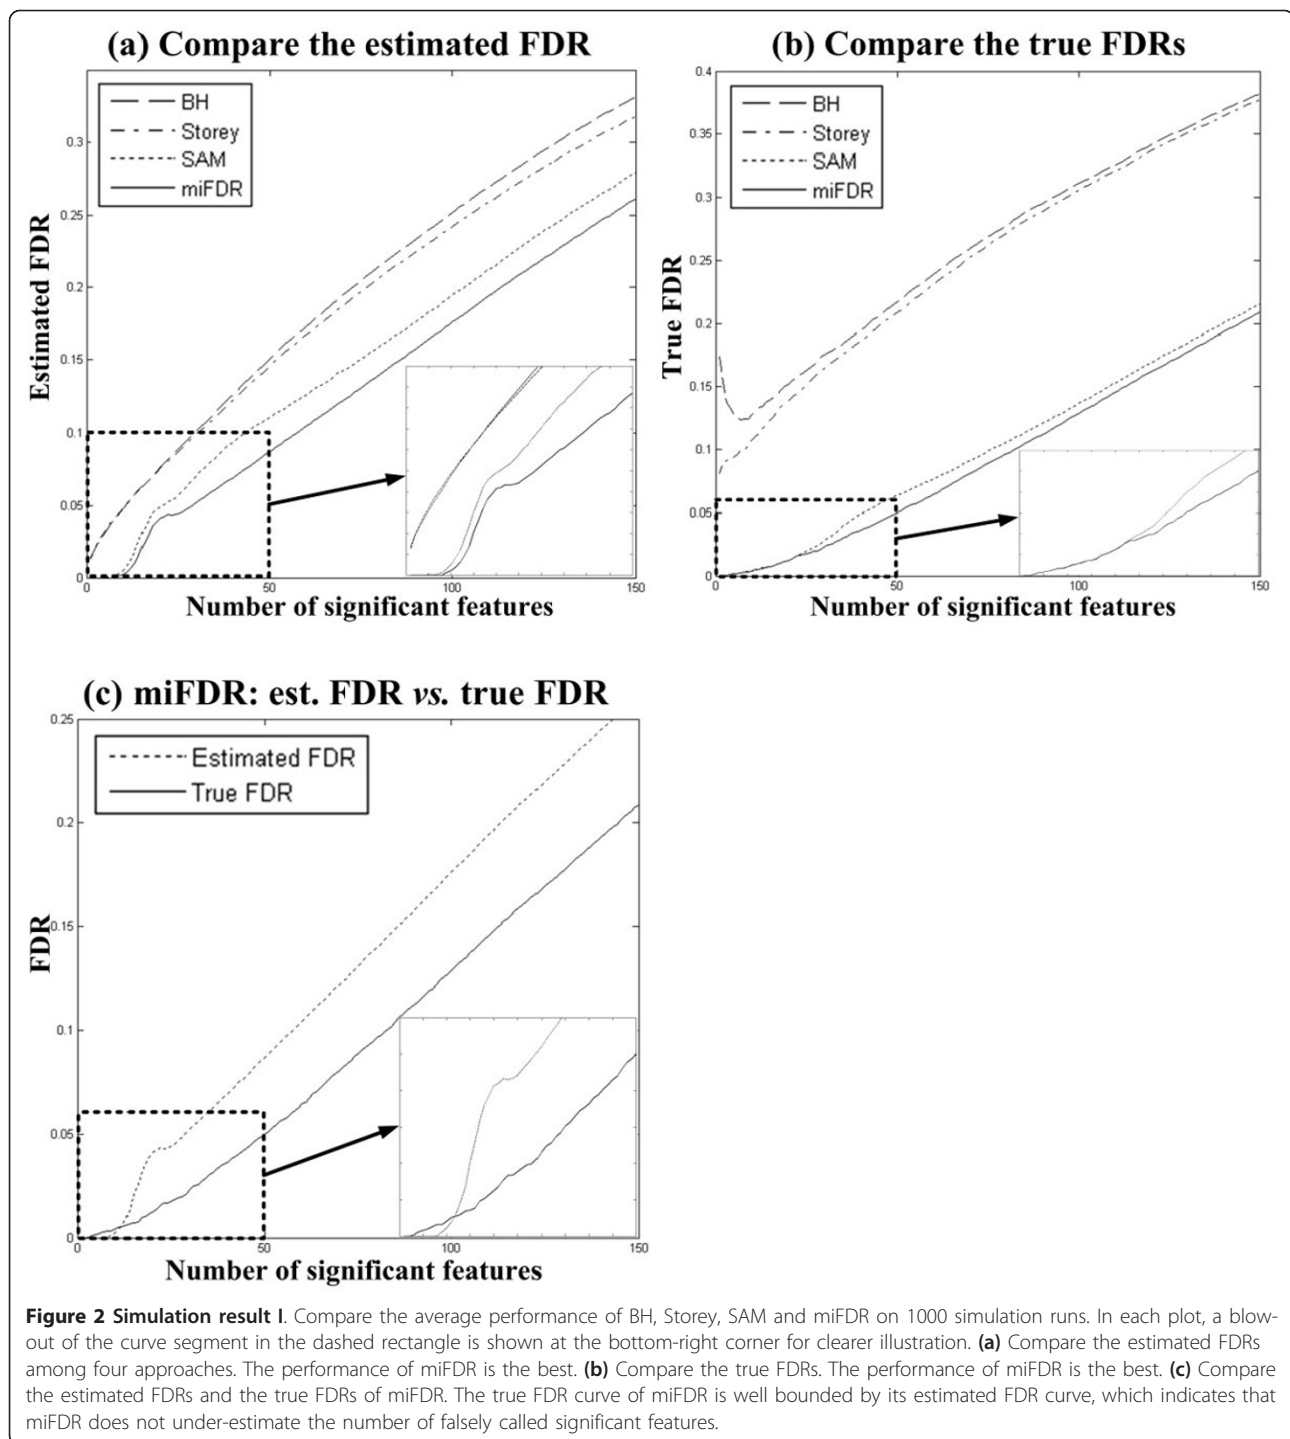 (a) Compare the estimated FDR
BH
Storey
SAM
miFDR
0.3
0.25
0.2
0.15
0.1
0.05
0
0
50
100
150
Estimated FDR
Number of significant features
(b) Compare the true FDRs
BH
Storey
SAM
miFDR
0.4
0.35
0.3
0.25
0.2
0.15
0.1
0.05
0
0
50
100
150
True FDR
Number of significant features
(c) miFDR: est. FDR vs. true FDR
Estimated FDR
True FDR
0.25
0.2
0.15
0.1
0.05
0
0
50
100
150
FDR
Number of significant features
Figure 2 Simulation result I. Compare the average performance of BH, Storey, SAM and miFDR on 1000 simulation runs. In each plot, a blow-
out of the curve segment in the dashed rectangle is shown at the bottom-right corner for clearer illustration. (a) Compare the estimated FDRs
among four approaches. The performance of miFDR is the best. (b) Compare the true FDRs. The performance of miFDR is the best. (c) Compare
the estimated FDRs and the true FDRs of miFDR. The true FDR curve of miFDR is well bounded by its estimated FDR curve, which indicates that
miFDR does not under-estimate the number of falsely called significant features.